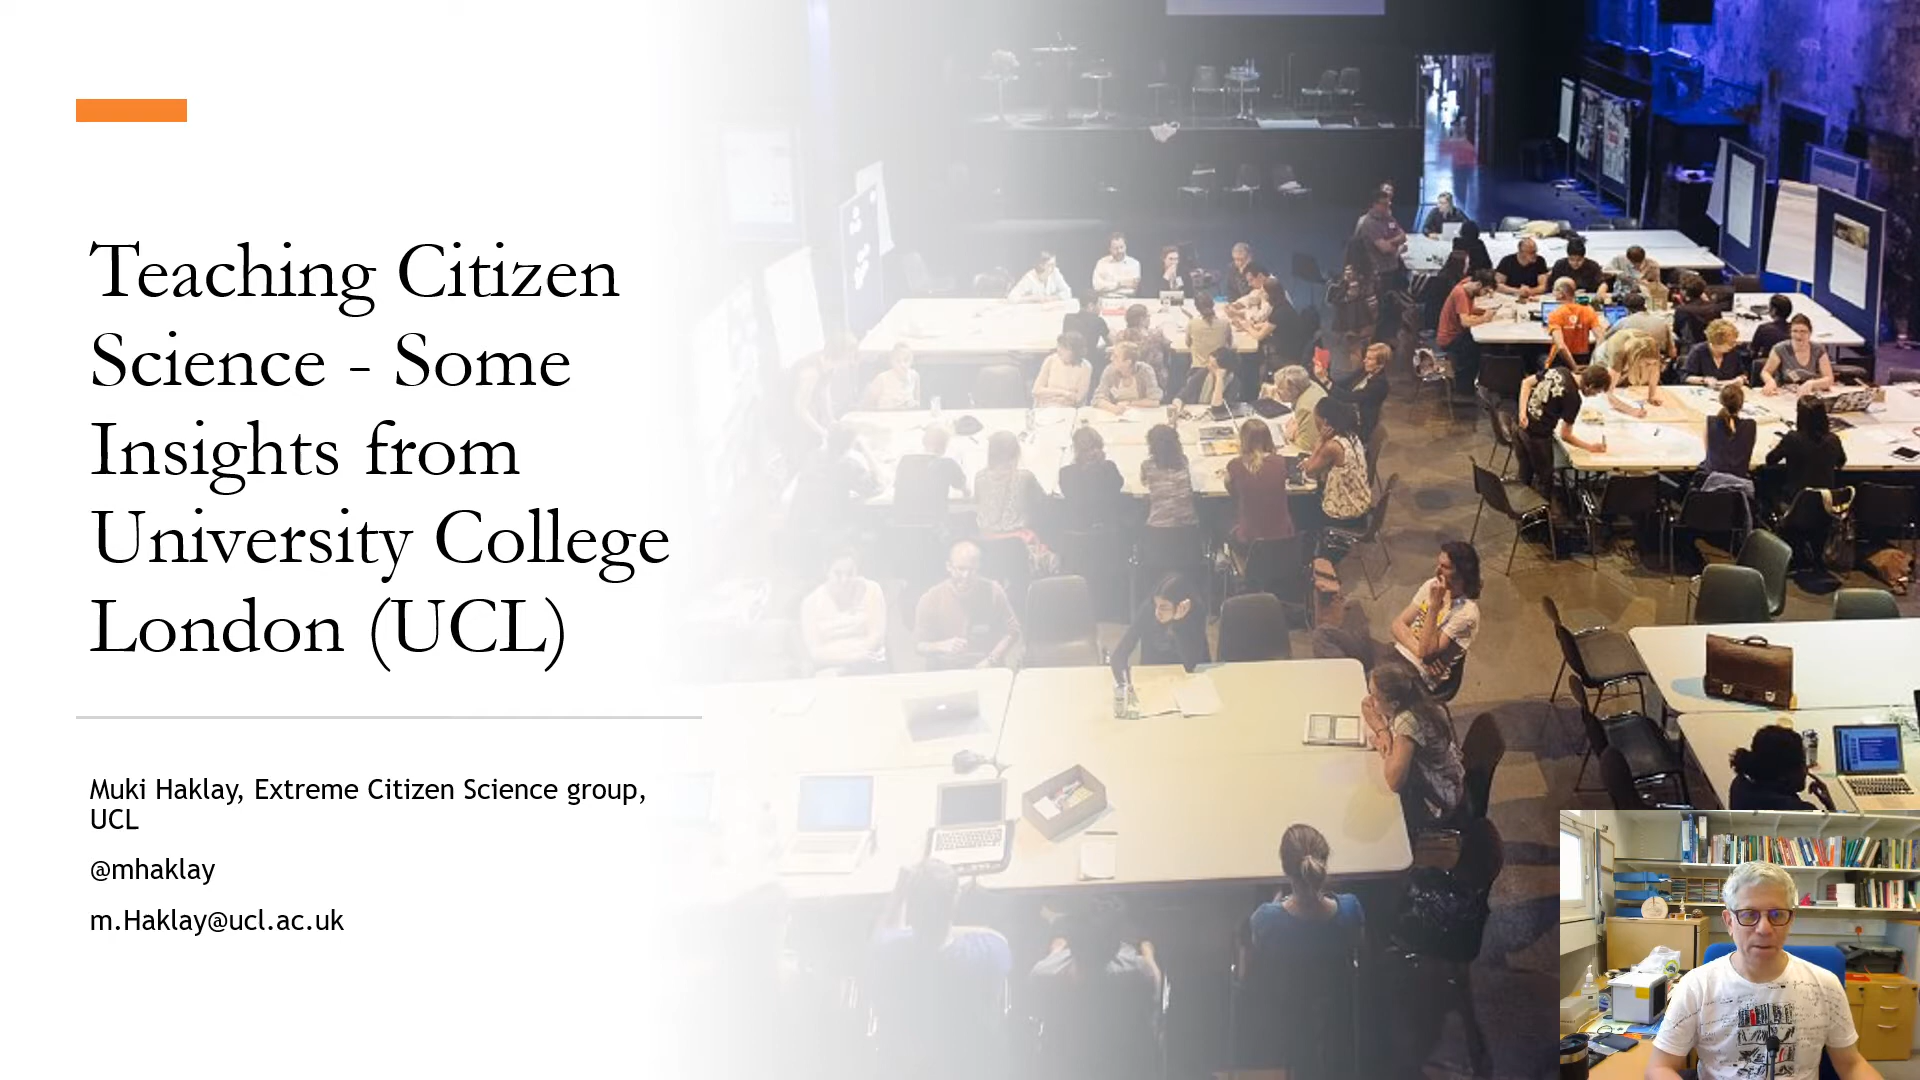 Teaching Citizen
Science - Some
Insights from
University College
London (UCL)
Muki Haklay, Extreme Citizen Science group,
UCL
@mhaklay
m.Haklay@ucl.ac.uk